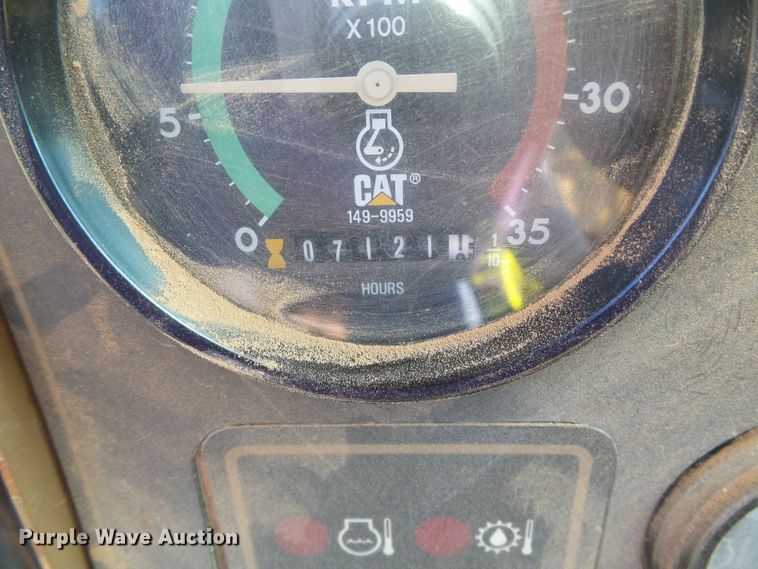 RPM
X 100
5
30
CAT®
149-9959
0
35
0 7 1 2 1
1/10
HOURS
Purple Wave Auction®